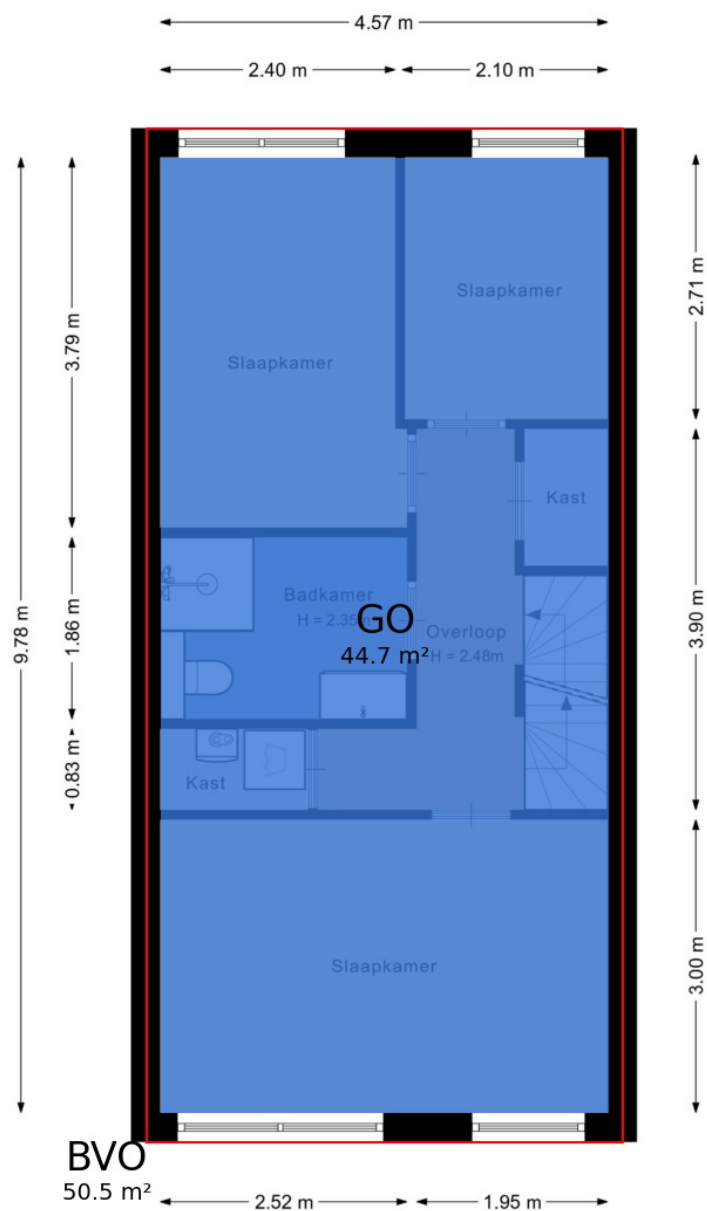 4.57 m
2.40 m
2.10 m
Slaapkamer
2.71 m
3.79 m
Slaapkamer
Kast
Badkamer
H = 2.35m
GO
44.7 m²
Overloop
H = 2.48m
1.86 m
9.78 m
3.90 m
0.83 m
Kast
Slaapkamer
3.00 m
BVO
50.5 m²
2.52 m
1.95 m